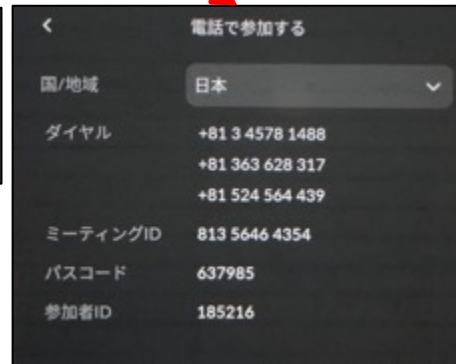 電話で参加する
国/地域 日本
ダイヤル +81 3 4578 1488
+81 363 628 317
+81 524 564 439
ミーティングID 813 5646 4354
パスコード 637985
参加者ID 185216